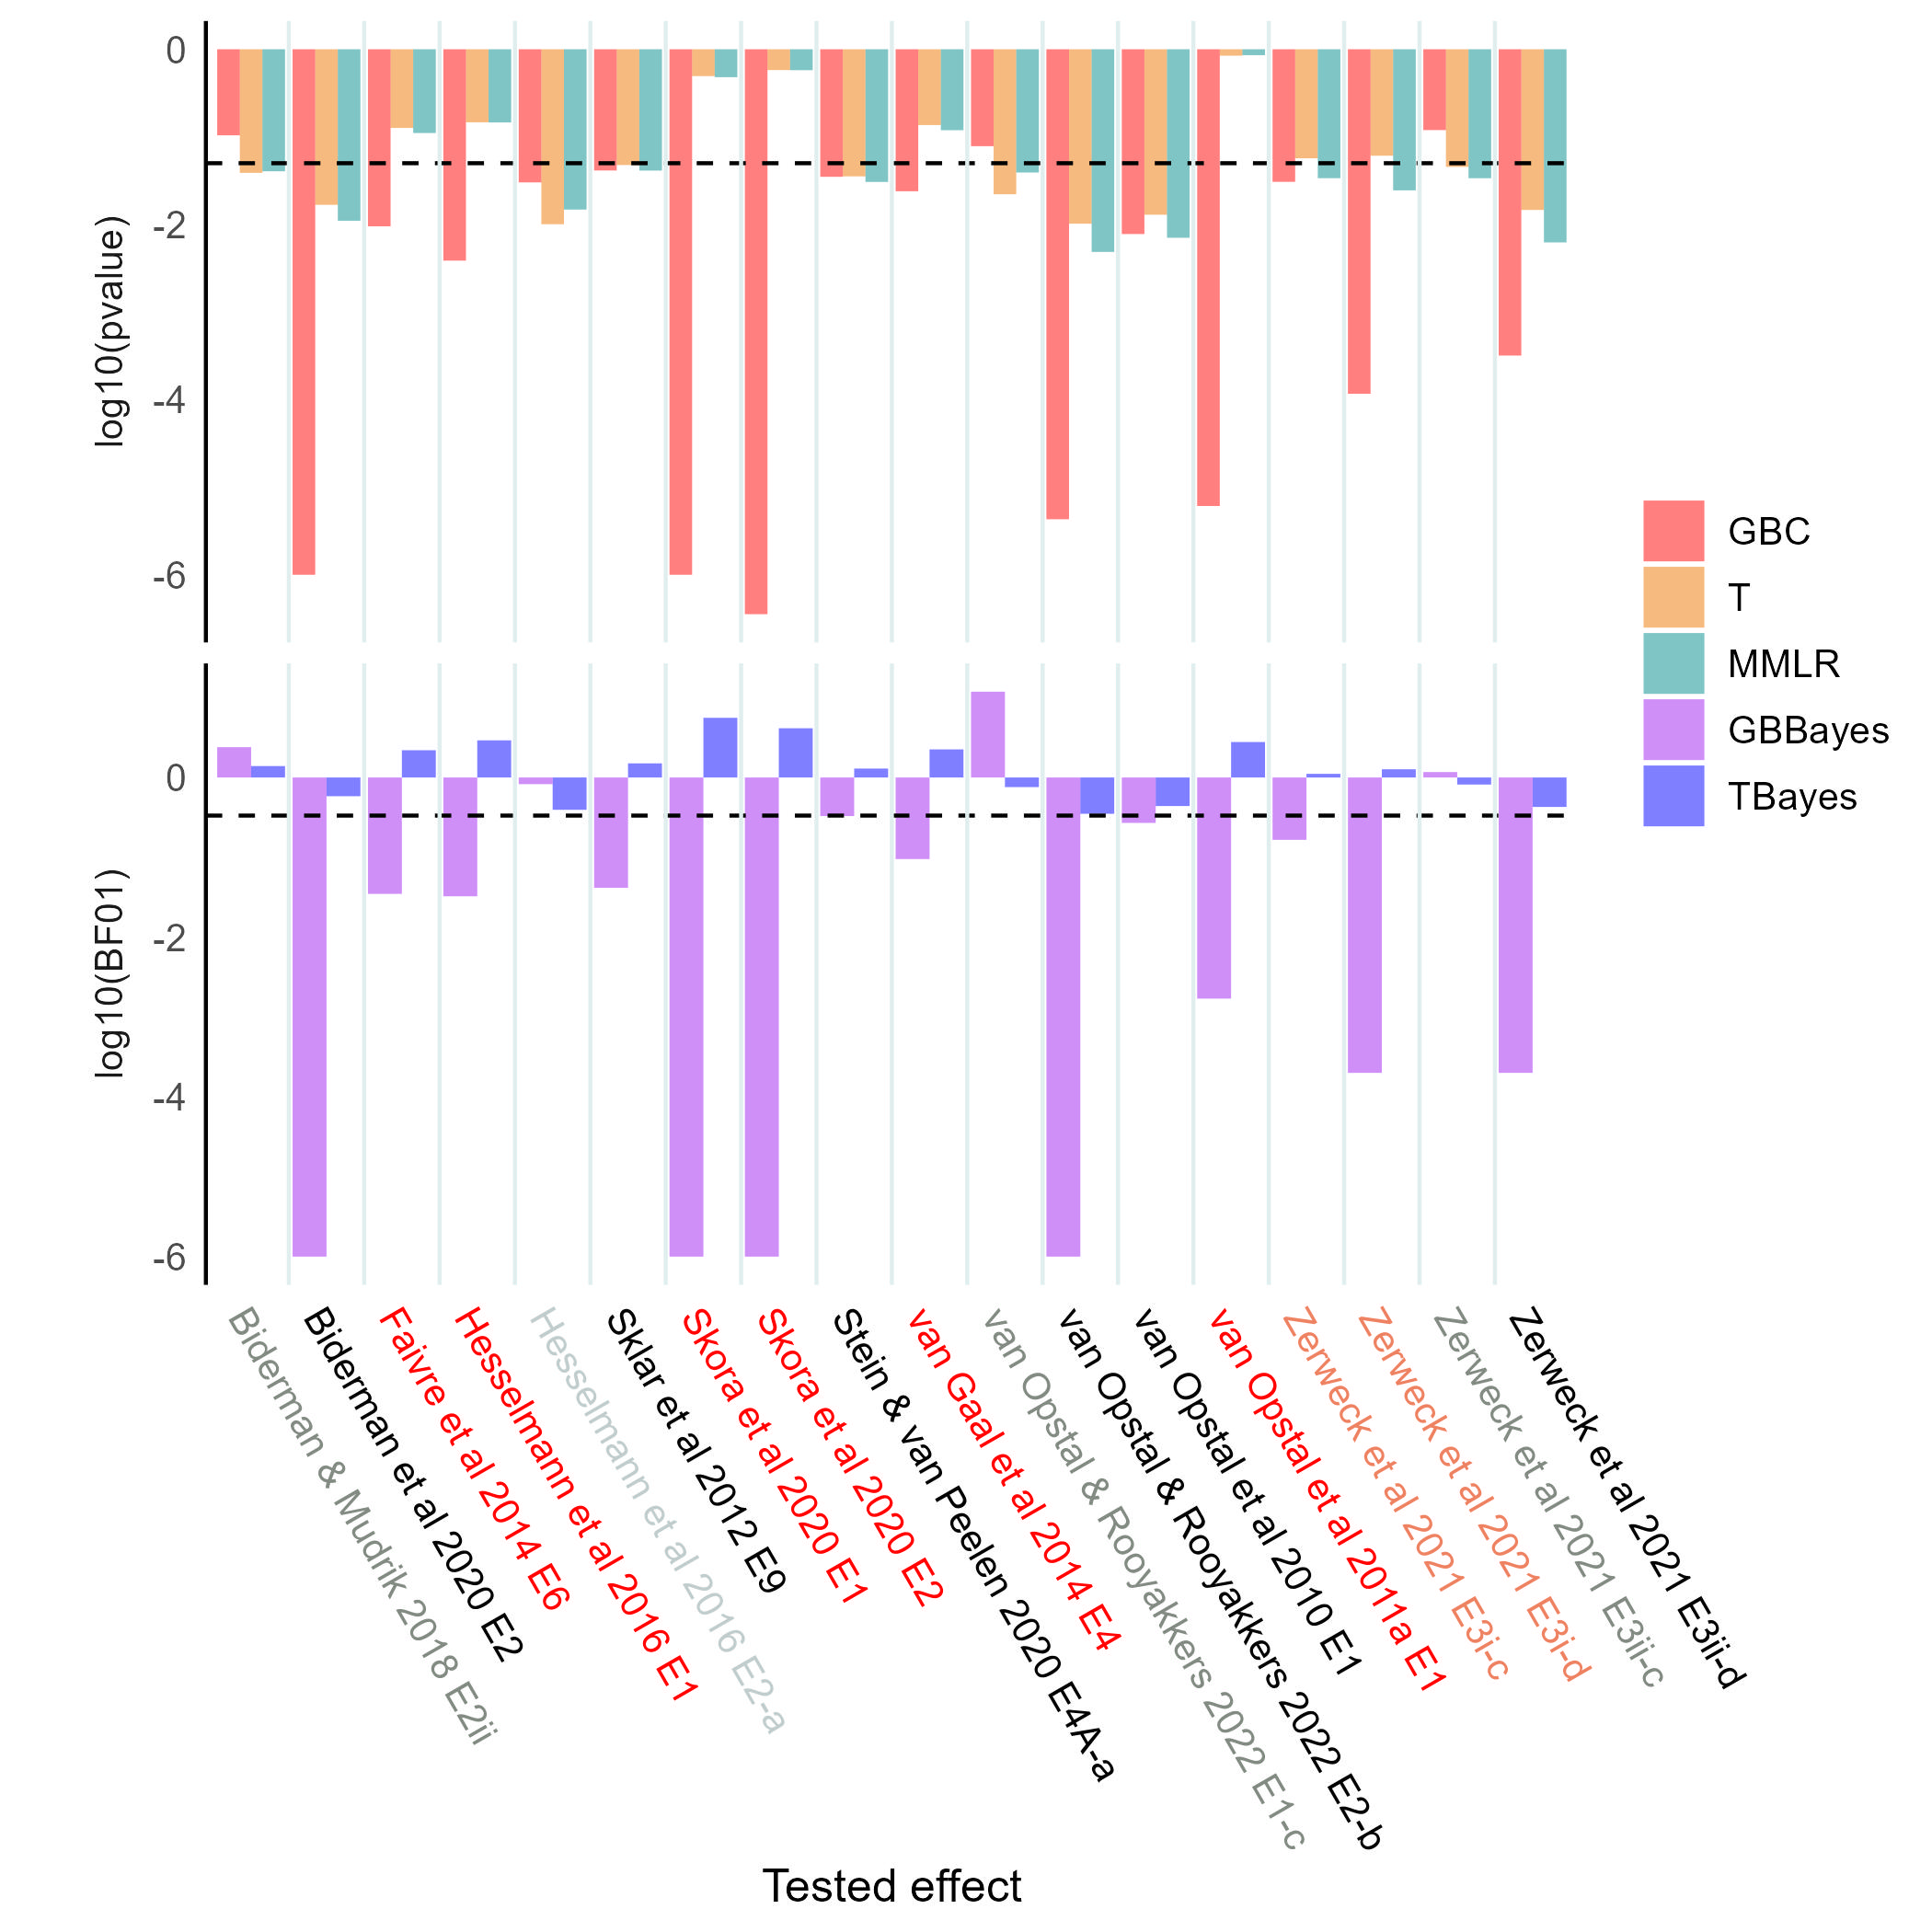 0
-2
-4
-6
log10(pvalue)
0
-2
-4
-6
log10(BF01)
GBC
T
MMLR
GBBayes
TBayes
Biderman & Mudrik 2018 E2ii
Biderman et al 2020 E2
Faivre et al 2014 E6
Hesselmann et al 2016 E1
Hesselmann et al 2016 E2-a
Sklar et al 2012 E9
Skora et al 2020 E1
Skora et al 2020 E2
Stein & van Peelen 2020 E4A-a
van Gaal et al 2014 E4
van Opstal & Rooyakkers 2022 E1-c
van Opstal & Rooyakkers 2022 E2-b
van Opstal et al 2010 E1
van Opstal et al 2011a E1
Zerweck et al 2021 E3i-c
Zerweck et al 2021 E3i-d
Zerweck et al 2021 E3ii-c
Zerweck et al 2021 E3ii-d
Tested effect